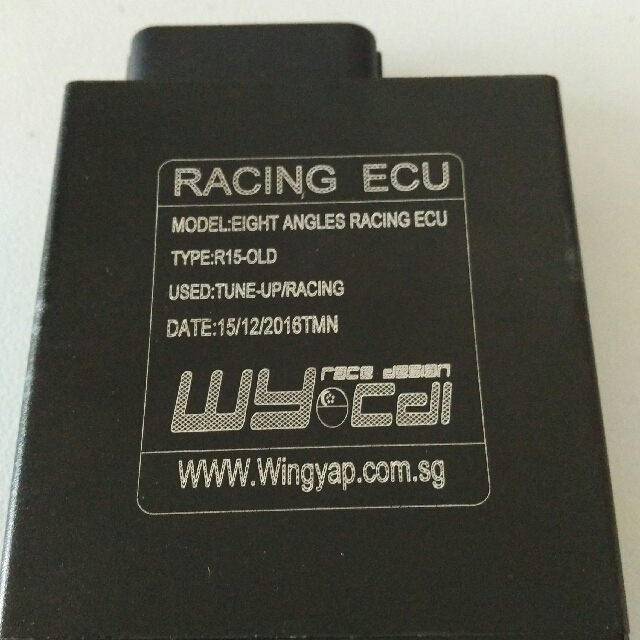 RACING ECU
MODEL:EIGHT ANGLES RACING ECU
TYPE:R15-OLD
USED:TUNE-UP/RACING
DATE:15/12/2016TMN
race design
WY CDI
WWW.Wingyap.com.sg